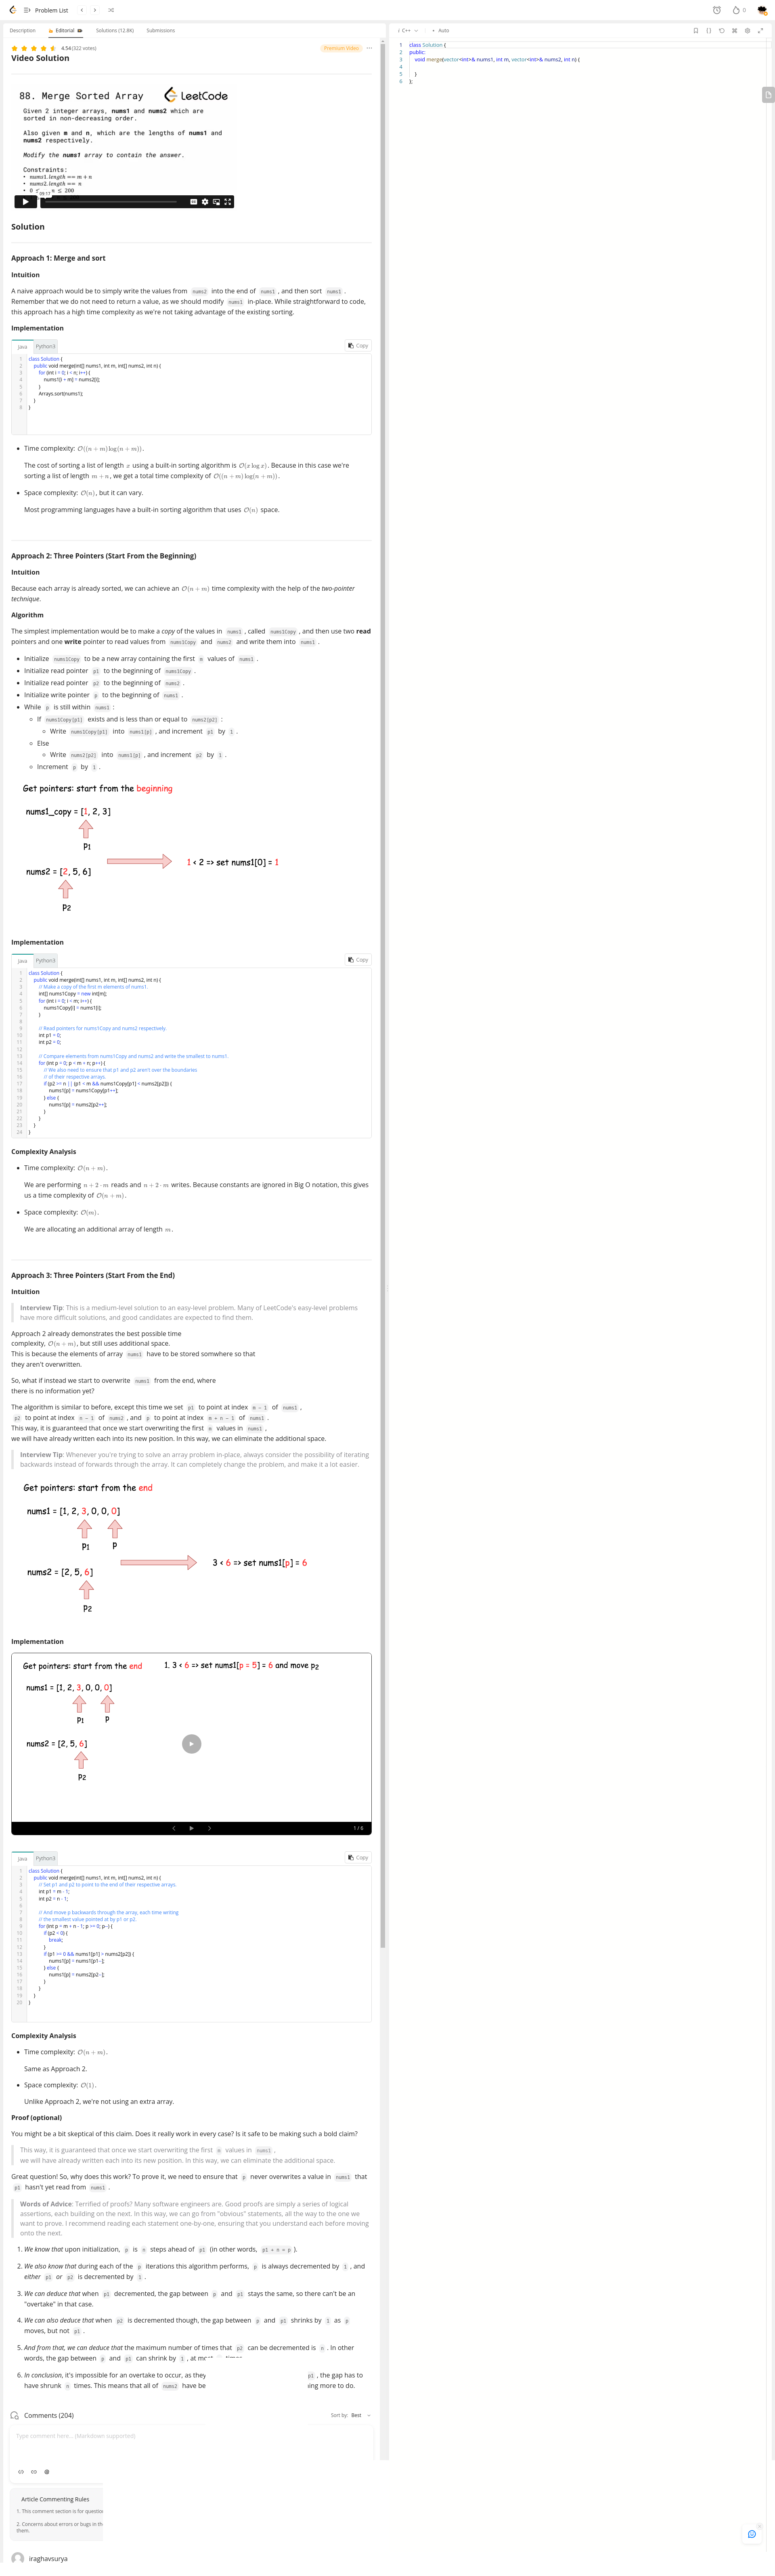 Problem List
0
Description
Editorial
Solutions (12.8K)
Submissions
4.54 (322 votes)
Premium Video
Video Solution
88. Merge Sorted Array
LeetCode
Given 2 integer arrays, nums1 and nums2 which are
sorted in non-decreasing order.
Also given m and n, which are the lengths of nums1 and
nums2 respectively.
Modify the nums1 array to contain the answer.
Constraints:
• nums1.length == m + n
• nums2.length == n
≤ 200
Solution
Approach 1: Merge and sort
Intuition
A naive approach would be to simply write the values from nums2 into the end of nums1 , and then sort nums1 .
Remember that we do not need to return a value, as we should modify nums1 in-place. While straightforward to code,
this approach has a high time complexity as we're not taking advantage of the existing sorting.
Implementation
Java
Python3
Copy
1 class Solution {
2 public void merge(int[] nums1, int m, int[] nums2, int n) {
3 for (int i = 0; i < n; i++) {
4 nums1[i + m] = nums2[i];
5 }
6 Arrays.sort(nums1);
7 }
8 }
• Time complexity: O((n + m) log(n + m)).
The cost of sorting a list of length x using a built-in sorting algorithm is O(x log x). Because in this case we're
sorting a list of length m + n, we get a total time complexity of O((n + m) log(n + m)).
• Space complexity: O(n), but it can vary.
Most programming languages have a built-in sorting algorithm that uses O(n) space.
Approach 2: Three Pointers (Start From the Beginning)
Intuition
Because each array is already sorted, we can achieve an O(n + m) time complexity with the help of the two-pointer
technique.
Algorithm
The simplest implementation would be to make a copy of the values in nums1 , called nums1Copy , and then use two read
pointers and one write pointer to read values from nums1Copy and nums2 and write them into nums1 .
• Initialize nums1Copy to be a new array containing the first m values of nums1 .
• Initialize read pointer p1 to the beginning of nums1Copy .
• Initialize read pointer p2 to the beginning of nums2 .
• Initialize write pointer p to the beginning of nums1 .
• While p is still within nums1 :
○ If nums1Copy[p1] exists and is less than or equal to nums2[p2] :
▪ Write nums1Copy[p1] into nums1[p] , and increment p1 by 1 .
○ Else
▪ Write nums2[p2] into nums1[p] , and increment p2 by 1 .
○ Increment p by 1 .
Get pointers: start from the beginning
nums1_copy = [1, 2, 3]
p1
1 < 2 => set nums1[0] = 1
nums2 = [2, 5, 6]
p2
Implementation
Java
Python3
Copy
1 class Solution {
2 public void merge(int[] nums1, int m, int[] nums2, int n) {
3 // Make a copy of the first m elements of nums1.
4 int[] nums1Copy = new int[m];
5 for (int i = 0; i < m; i++) {
6 nums1Copy[i] = nums1[i];
7 }
8
9 // Read pointers for nums1Copy and nums2 respectively.
10 int p1 = 0;
11 int p2 = 0;
12
13 // Compare elements from nums1Copy and nums2 and write the smallest to nums1.
14 for (int p = 0; p < m + n; p++) {
15 // We also need to ensure that p1 and p2 aren't over the boundaries
16 // of their respective arrays.
17 if (p2 >= n || (p1 < m && nums1Copy[p1] < nums2[p2])) {
18 nums1[p] = nums1Copy[p1++];
19 } else {
20 nums1[p] = nums2[p2++];
21 }
22 }
23 }
24 }
Complexity Analysis
• Time complexity: O(n + m).
We are performing n + 2 · m reads and n + 2 · m writes. Because constants are ignored in Big O notation, this gives
us a time complexity of O(n + m).
• Space complexity: O(m).
We are allocating an additional array of length m.
Approach 3: Three Pointers (Start From the End)
Intuition
Interview Tip: This is a medium-level solution to an easy-level problem. Many of LeetCode's easy-level problems
have more difficult solutions, and good candidates are expected to find them.
Approach 2 already demonstrates the best possible time
complexity, O(n + m), but still uses additional space.
This is because the elements of array nums1 have to be stored somwhere so that
they aren't overwritten.
So, what if instead we start to overwrite nums1 from the end, where
there is no information yet?
The algorithm is similar to before, except this time we set p1 to point at index m - 1 of nums1 ,
p2 to point at index n - 1 of nums2 , and p to point at index m + n - 1 of nums1 .
This way, it is guaranteed that once we start overwriting the first m values in nums1 ,
we will have already written each into its new position. In this way, we can eliminate the additional space.
Interview Tip: Whenever you're trying to solve an array problem in-place, always consider the possibility of iterating
backwards instead of forwards through the array. It can completely change the problem, and make it a lot easier.
Get pointers: start from the end
nums1 = [1, 2, 3, 0, 0, 0]
p1 p
3 < 6 => set nums1[p] = 6
nums2 = [2, 5, 6]
p2
Implementation
Get pointers: start from the end
1. 3 < 6 => set nums1[p = 5] = 6 and move p2
nums1 = [1, 2, 3, 0, 0, 0]
p1 p
nums2 = [2, 5, 6]
p2
1 / 6
Java
Python3
Copy
1 class Solution {
2 public void merge(int[] nums1, int m, int[] nums2, int n) {
3 // Set p1 and p2 to point to the end of their respective arrays.
4 int p1 = m - 1;
5 int p2 = n - 1;
6
7 // And move p backwards through the array, each time writing
8 // the smallest value pointed at by p1 or p2.
9 for (int p = m + n - 1; p >= 0; p--) {
10 if (p2 < 0) {
11 break;
12 }
13 if (p1 >= 0 && nums1[p1] > nums2[p2]) {
14 nums1[p] = nums1[p1--];
15 } else {
16 nums1[p] = nums2[p2--];
17 }
18 }
19 }
20 }
Complexity Analysis
• Time complexity: O(n + m).
Same as Approach 2.
• Space complexity: O(1).
Unlike Approach 2, we're not using an extra array.
Proof (optional)
You might be a bit skeptical of this claim. Does it really work in every case? Is it safe to be making such a bold claim?
This way, it is guaranteed that once we start overwriting the first m values in nums1 ,
we will have already written each into its new position. In this way, we can eliminate the additional space.
Great question! So, why does this work? To prove it, we need to ensure that p never overwrites a value in nums1 that
p1 hasn't yet read from nums1 .
Words of Advice: Terrified of proofs? Many software engineers are. Good proofs are simply a series of logical
assertions, each building on the next. In this way, we can go from "obvious" statements, all the way to the one we
want to prove. I recommend reading each statement one-by-one, ensuring that you understand each before moving
onto the next.
1. We know that upon initialization, p is n steps ahead of p1 (in other words, p1 + n = p ).
2. We also know that during each of the p iterations this algorithm performs, p is always decremented by 1 , and
either p1 or p2 is decremented by 1 .
3. We can deduce that when p1 decremented, the gap between p and p1 stays the same, so there can't be an
"overtake" in that case.
4. We can also deduce that when p2 is decremented though, the gap between p and p1 shrinks by 1 as p
moves, but not p1 .
5. And from that, we can deduce that the maximum number of times that p2 can be decremented is n . In other
words, the gap between p and p1 can shrink by 1 , at most times
6. In conclusion, it's impossible for an overtake to occur, as they p1 , the gap has to
have shrunk n times. This means that all of nums2 have be ing more to do.
Comments (204)
Sort by: Best
Type comment here... (Markdown supported)
Article Commenting Rules
1. This comment section is for questio
2. Concerns about errors or bugs in th
them.
iraghavsurya
C++
Auto
1 class Solution {
2 public:
3 void merge(vector<int>& nums1, int m, vector<int>& nums2, int n) {
4
5 }
6 };